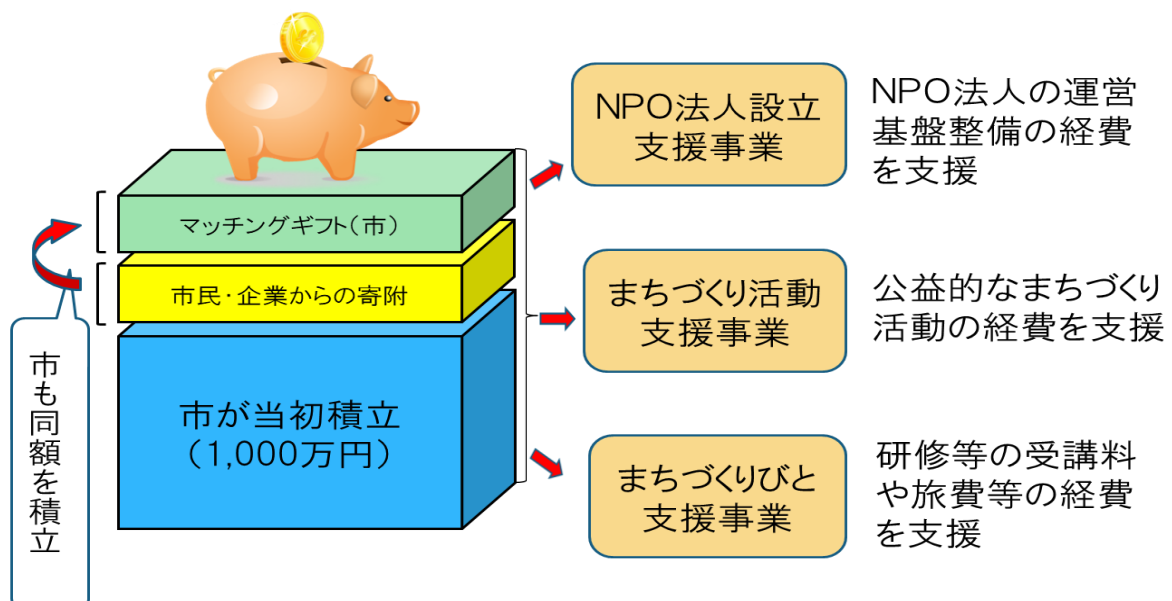 マッチングギフト(市)
市民・企業からの寄附
市が当初積立
(1,000万円)
市も同額を積立
NPO法人設立
支援事業
NPO法人の運営
基盤整備の経費
を支援
まちづくり活動
支援事業
公益的なまちづくり
活動の経費を支援
まちづくりびと
支援事業
研修等の受講料
や旅費等の経費
を支援